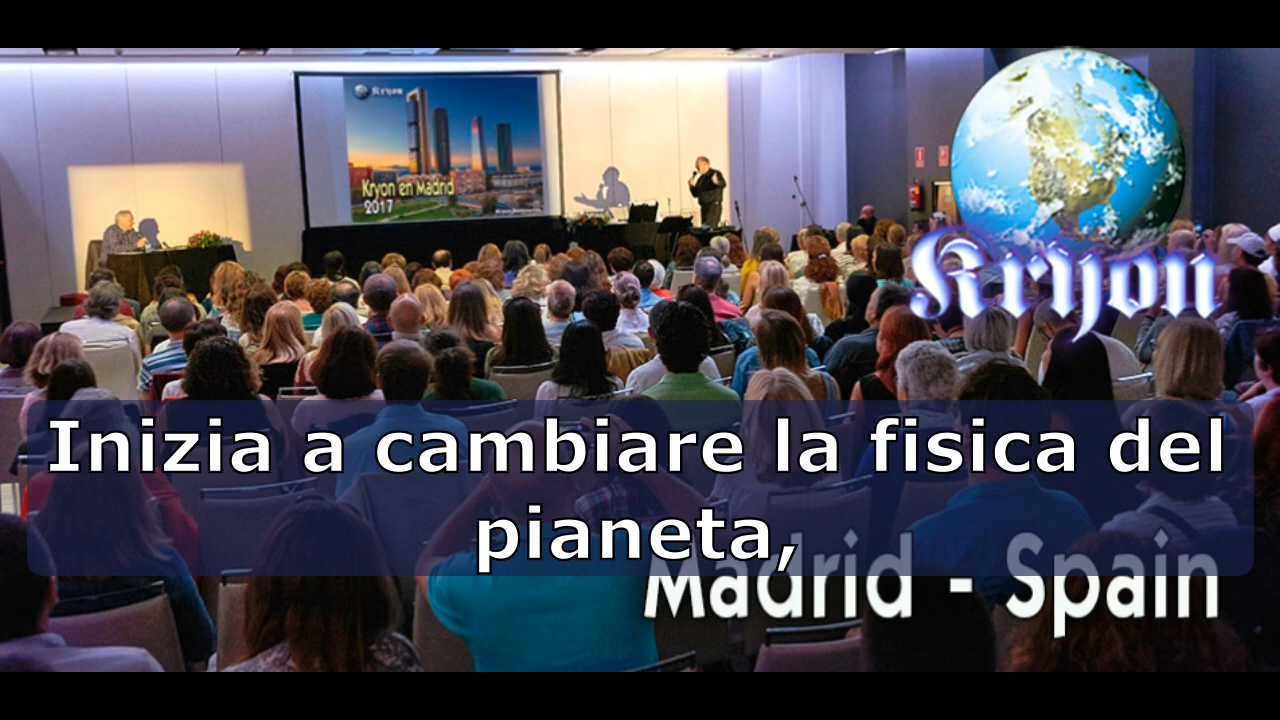 Kryon
Kryon en Madrid
2017
Kryon
Inizia a cambiare la fisica del
pianeta,
Madrid - Spain